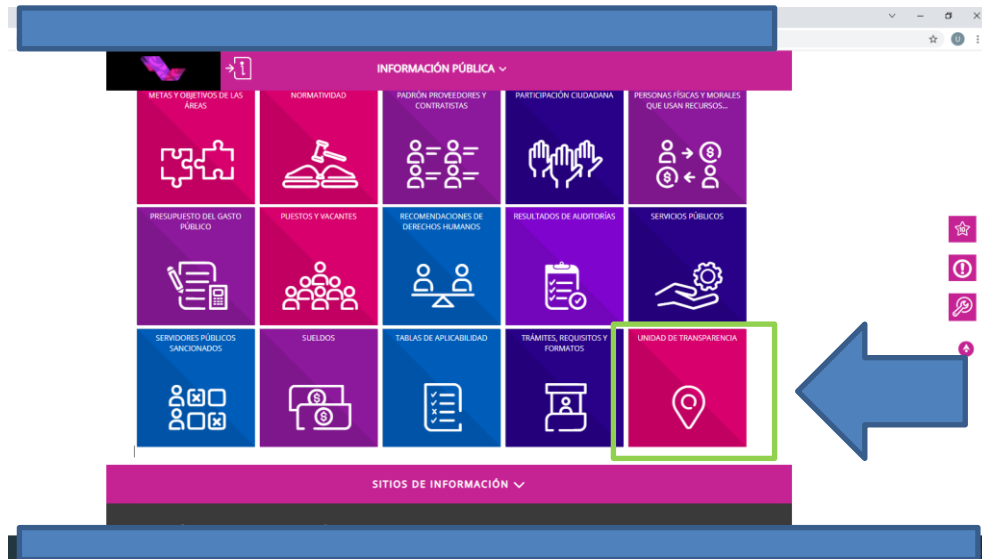 INFORMACIÓN PÚBLICA
METAS Y OBJETIVOS DE LAS
ÁREAS
NORMATIVIDAD
PADRÓN PROVEEDORES Y
CONTRATISTAS
PARTICIPACIÓN CIUDADANA
PERSONAS FÍSICAS Y MORALES
QUE USAN RECURSOS...
PRESUPUESTO DEL GASTO
PÚBLICO
PUESTOS Y VACANTES
RECOMENDACIONES DE
DERECHOS HUMANOS
RESULTADOS DE AUDITORÍAS
SERVICIOS PÚBLICOS
SERVIDORES PÚBLICOS
SANCIONADOS
SUELDOS
TABLAS DE APLICABILIDAD
TRÁMITES, REQUISITOS Y
FORMATOS
UNIDAD DE TRANSPARENCIA
SITIOS DE INFORMACIÓN